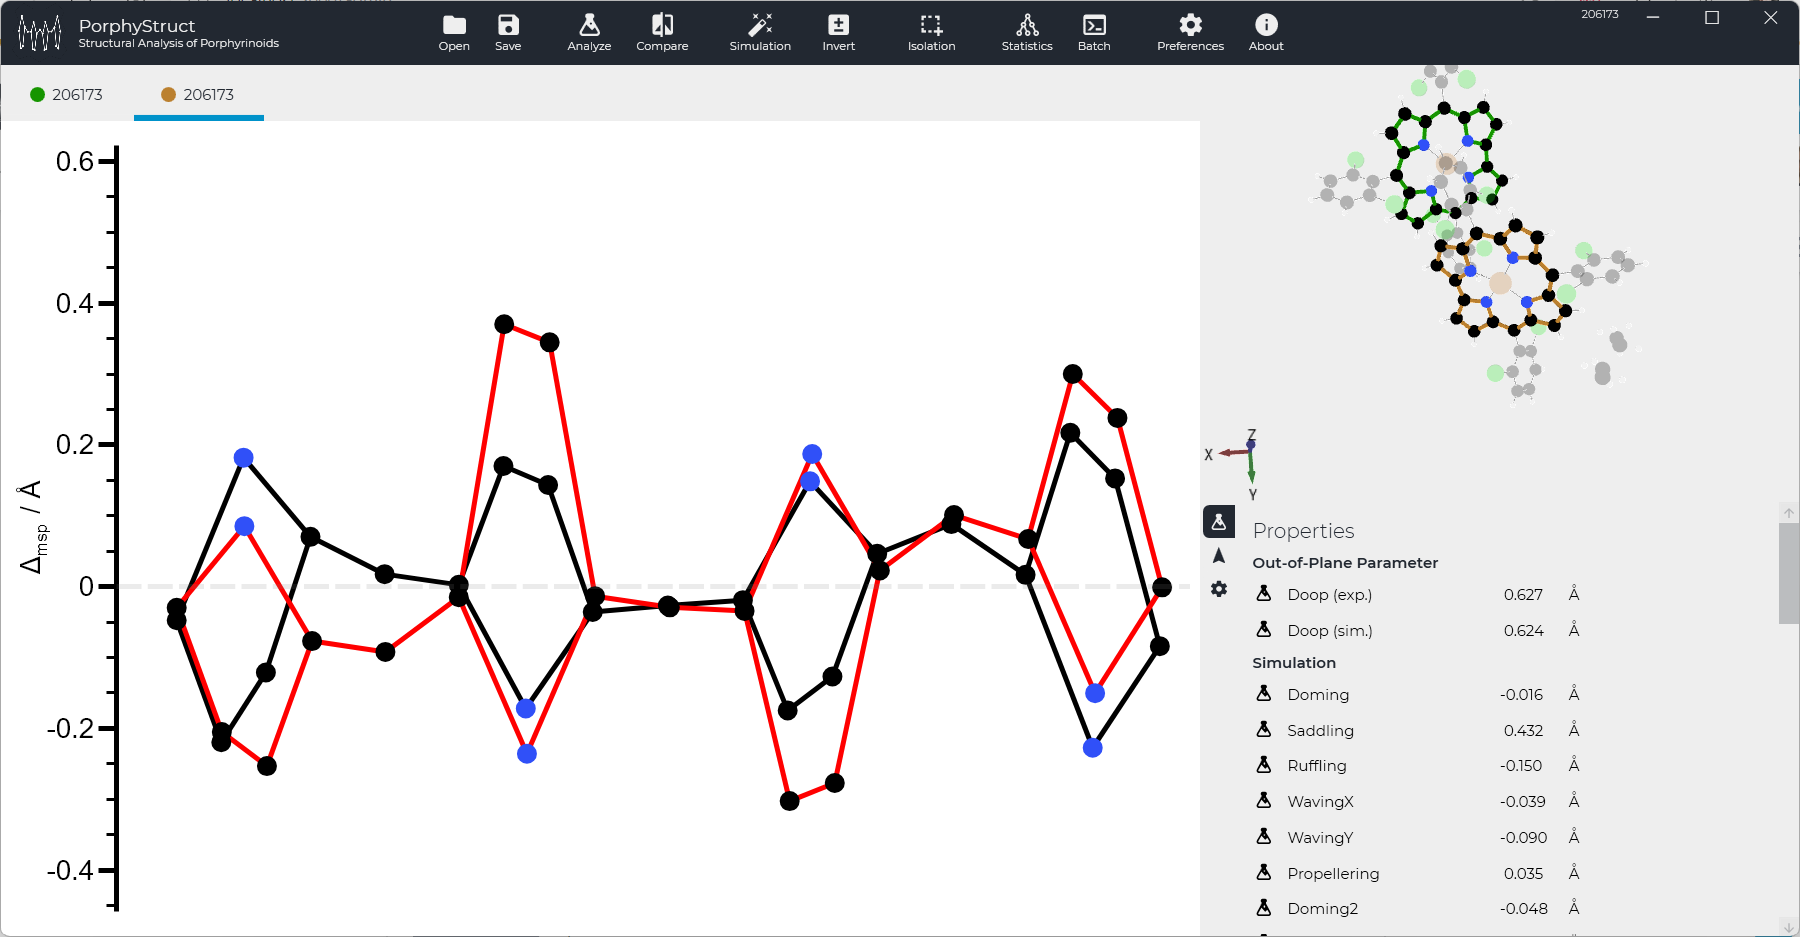 PorphyStruct
Structural Analysis of Porphyrinoids
Open
Save
Analyze
Compare
Simulation
Invert
Isolation
Statistics
Batch
Preferences
About
206173
206173
206173
0.6
0.4
0.2
0
-0.2
-0.4
Δmsp / Å
Z
X
Y
Properties
Out-of-Plane Parameter
Doop (exp.) 0.627 Å
Doop (sim.) 0.624 Å
Simulation
Doming -0.016 Å
Saddling 0.432 Å
Ruffling -0.150 Å
WavingX -0.039 Å
WavingY -0.090 Å
Propellering 0.035 Å
Doming2 -0.048 Å